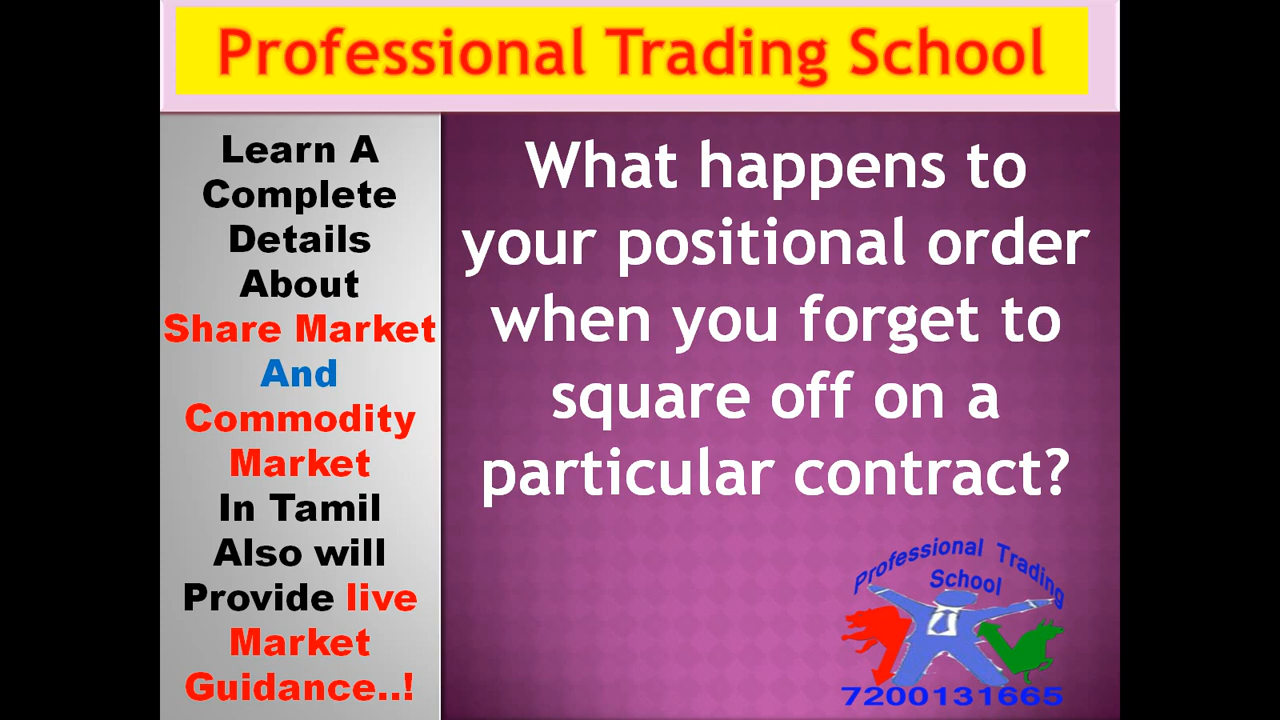 Professional Trading School
Learn A
Complete
Details
About
Share Market
And
Commodity
Market
In Tamil
Also will
Provide live
Market
Guidance..!
What happens to
your positional order
when you forget to
square off on a
particular contract?
Professional Trading
School
7200131665